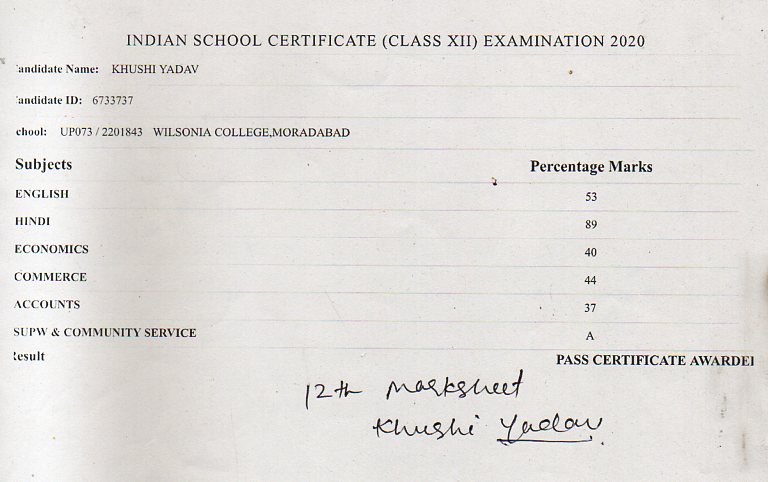 INDIAN SCHOOL CERTIFICATE (CLASS XII) EXAMINATION 2020
andidate Name: KHUSHI YADAV
andidate ID: 6733737
chool: UP073 / 2201843 WILSONIA COLLEGE,MORADABAD
Subjects Percentage Marks
ENGLISH 53
HINDI 89
ECONOMICS 40
COMMERCE 44
ACCOUNTS 37
SUPW & COMMUNITY SERVICE A
esult PASS CERTIFICATE AWARDE
12th Marksheet
Khushi Yadav